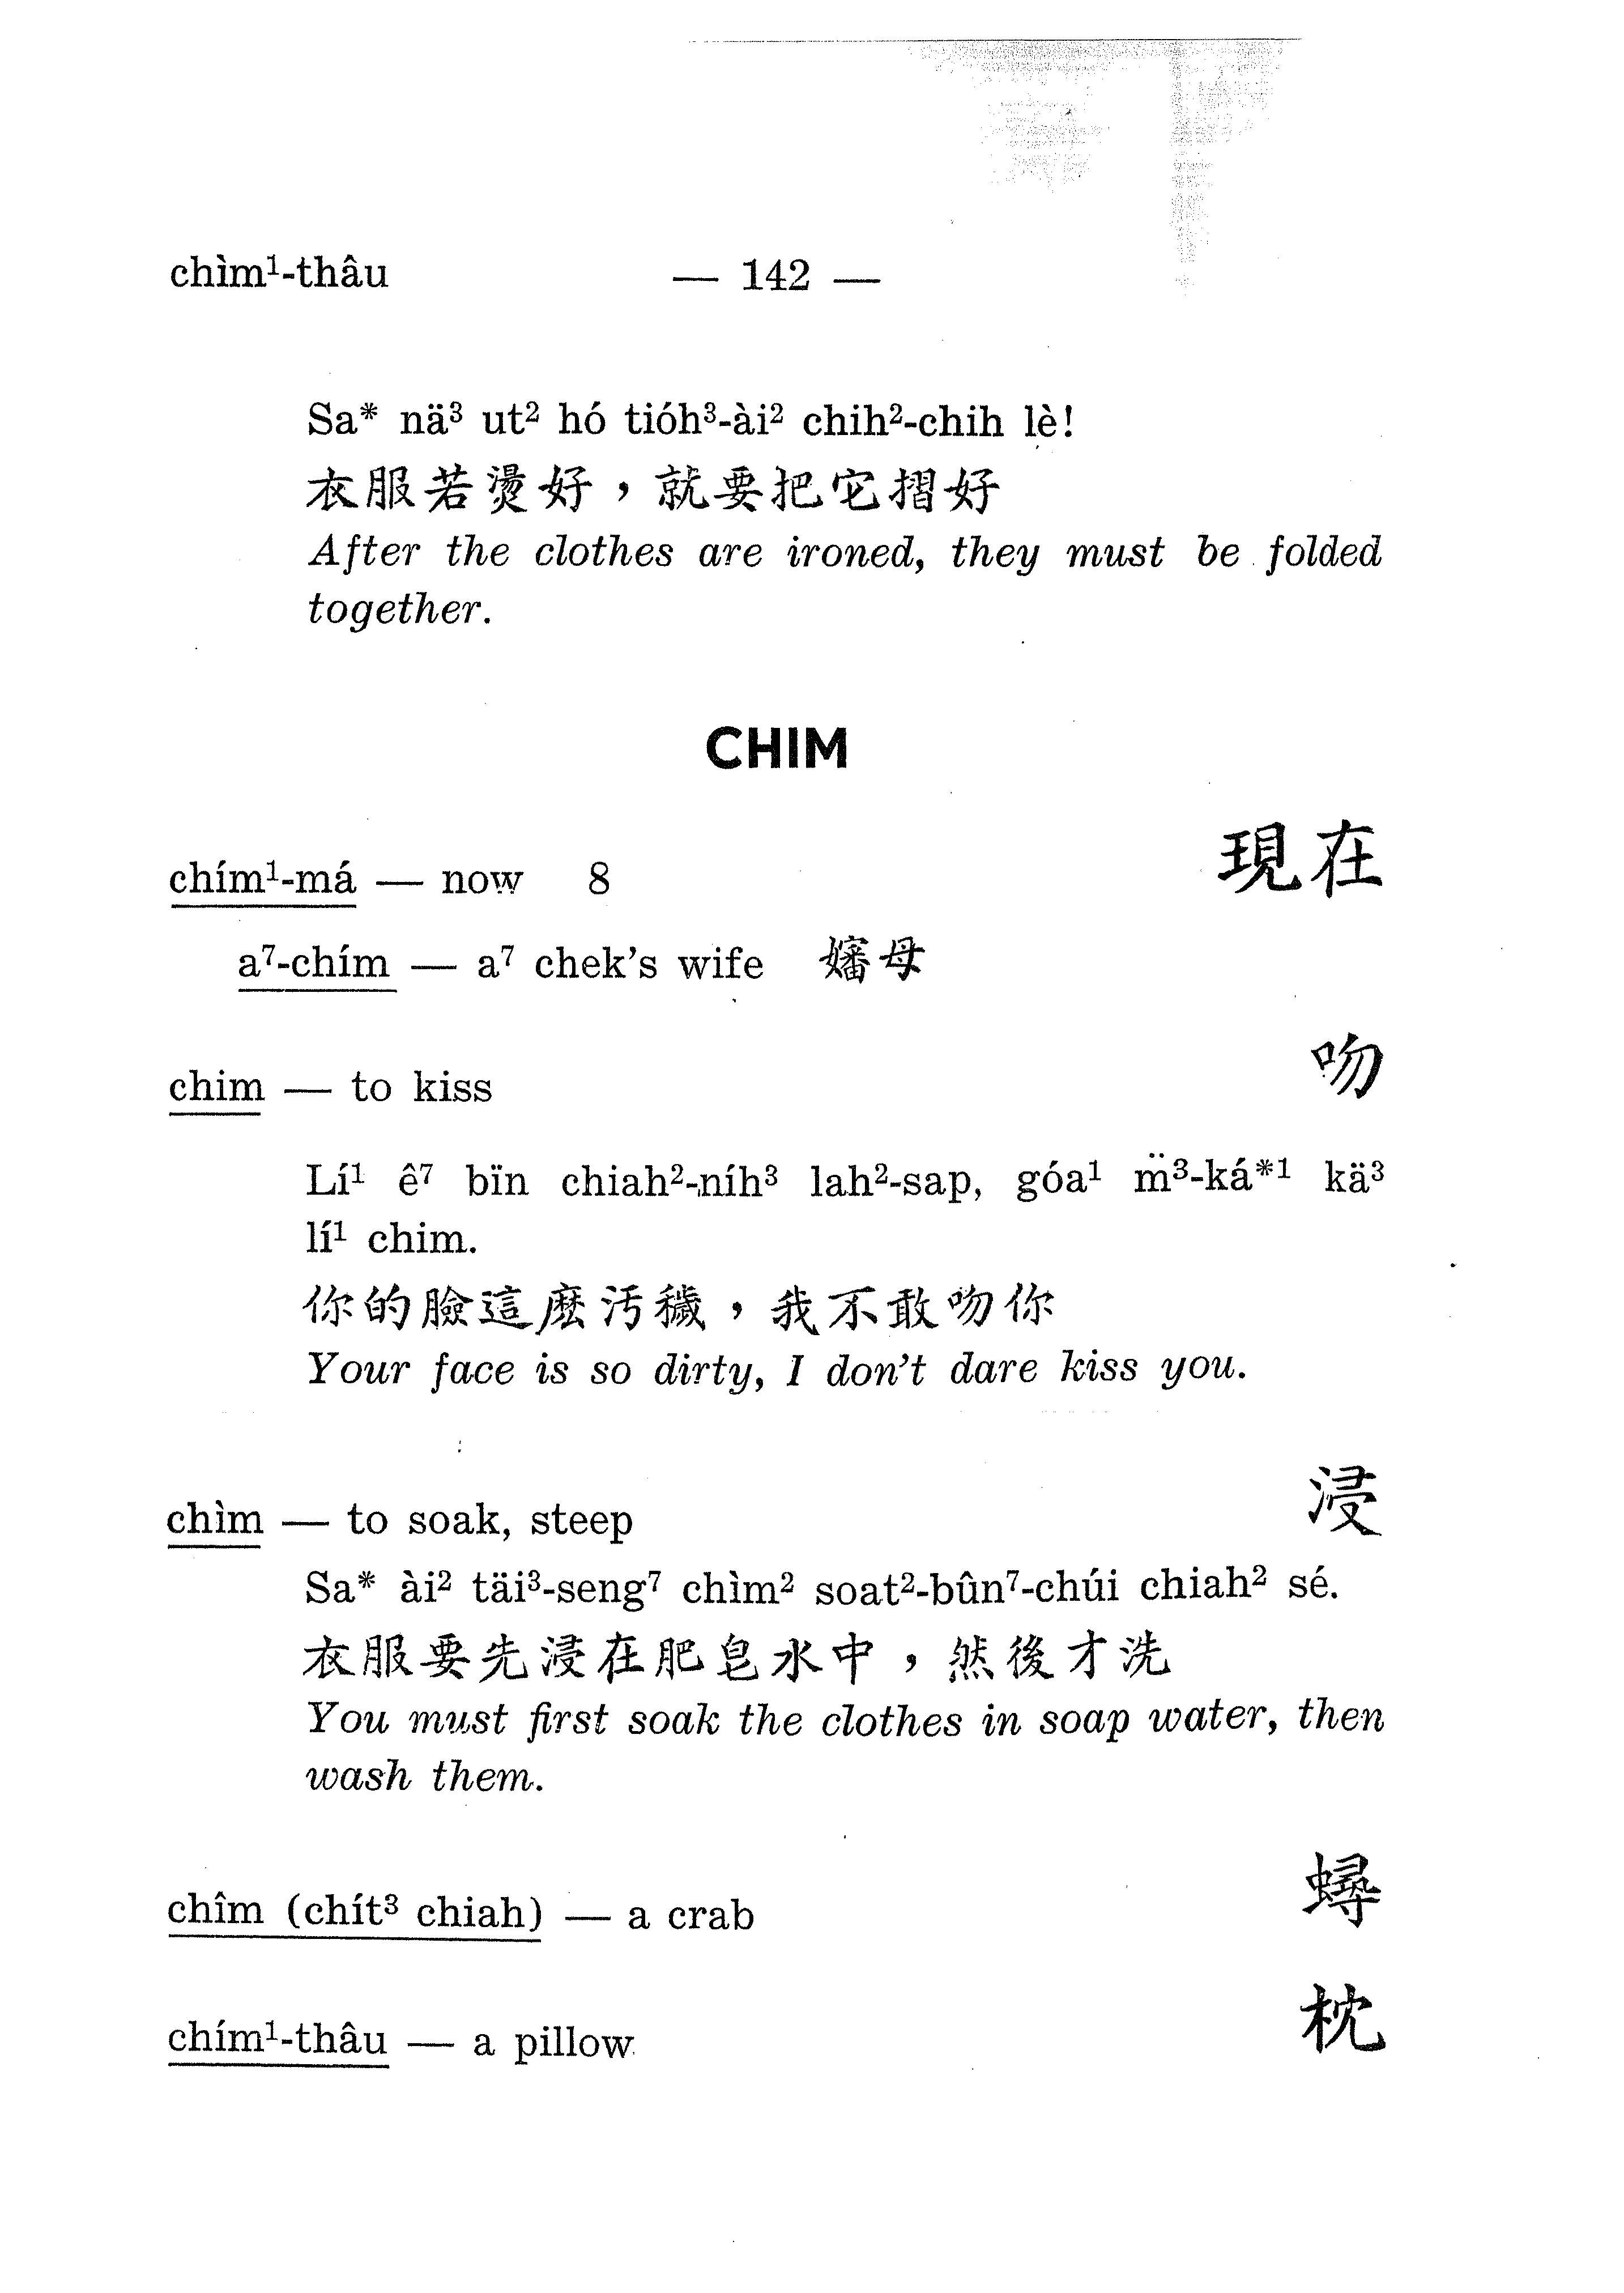 chìm¹-thâu — 142 —
Sa* nä³ ut² hó tióh³-ài² chih²-chih lè!
衣服若燙好，就要把它摺好
After the clothes are ironed, they must be folded
together.
CHIM
chím¹-má — now 8 現在
a⁷-chím — a⁷ chek's wife 嬸母
chim — to kiss 吻
Lí¹ ê⁷ bïn chiah²-níh³ lah²-sap, góa¹ m̈³-ká*¹ kä³
lí¹ chim.
你的臉這麼汚穢，我不敢吻你
Your face is so dirty, I don't dare kiss you.
chìm — to soak, steep 浸
Sa* ài² täi³-seng⁷ chìm² soat²-bûn⁷-chúi chiah² sé.
衣服要先浸在肥皂水中，然後才洗
You must first soak the clothes in soap water, then
wash them.
chîm (chít³ chiah) — a crab 蟳
chím¹-thâu — a pillow 枕